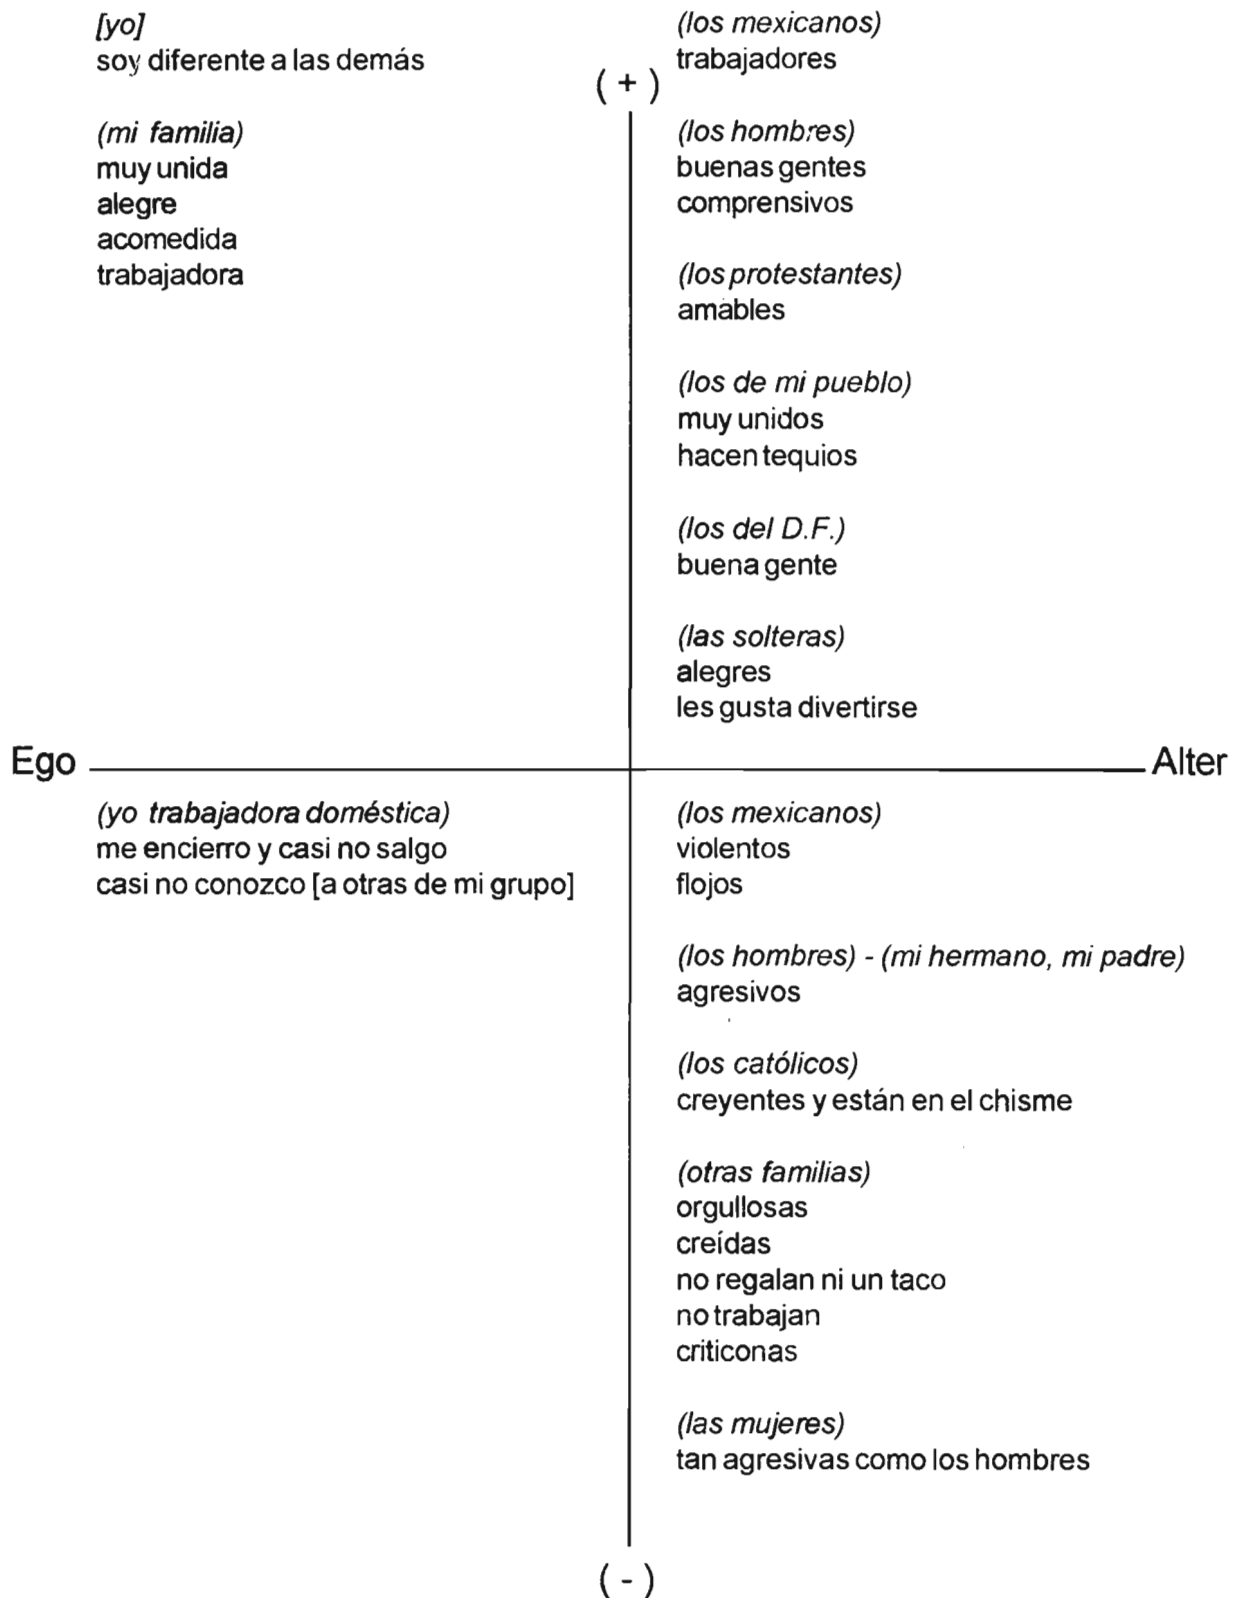 [yo]
soy diferente a las demás
(mi familia)
muy unida
alegre
acomedida
trabajadora
( + )
(los mexicanos)
trabajadores
(los hombres)
buenas gentes
comprensivos
(los protestantes)
amables
(los de mi pueblo)
muy unidos
hacen tequios
(los del D.F.)
buena gente
(las solteras)
alegres
les gusta divertirse
Ego
Alter
(yo trabajadora doméstica)
me encierro y casi no salgo
casi no conozco [a otras de mi grupo]
(los mexicanos)
violentos
flojos
(los hombres) - (mi hermano, mi padre)
agresivos
(los católicos)
creyentes y están en el chisme
(otras familias)
orgullosas
creídas
no regalan ni un taco
no trabajan
criticonas
(las mujeres)
tan agresivas como los hombres
( - )